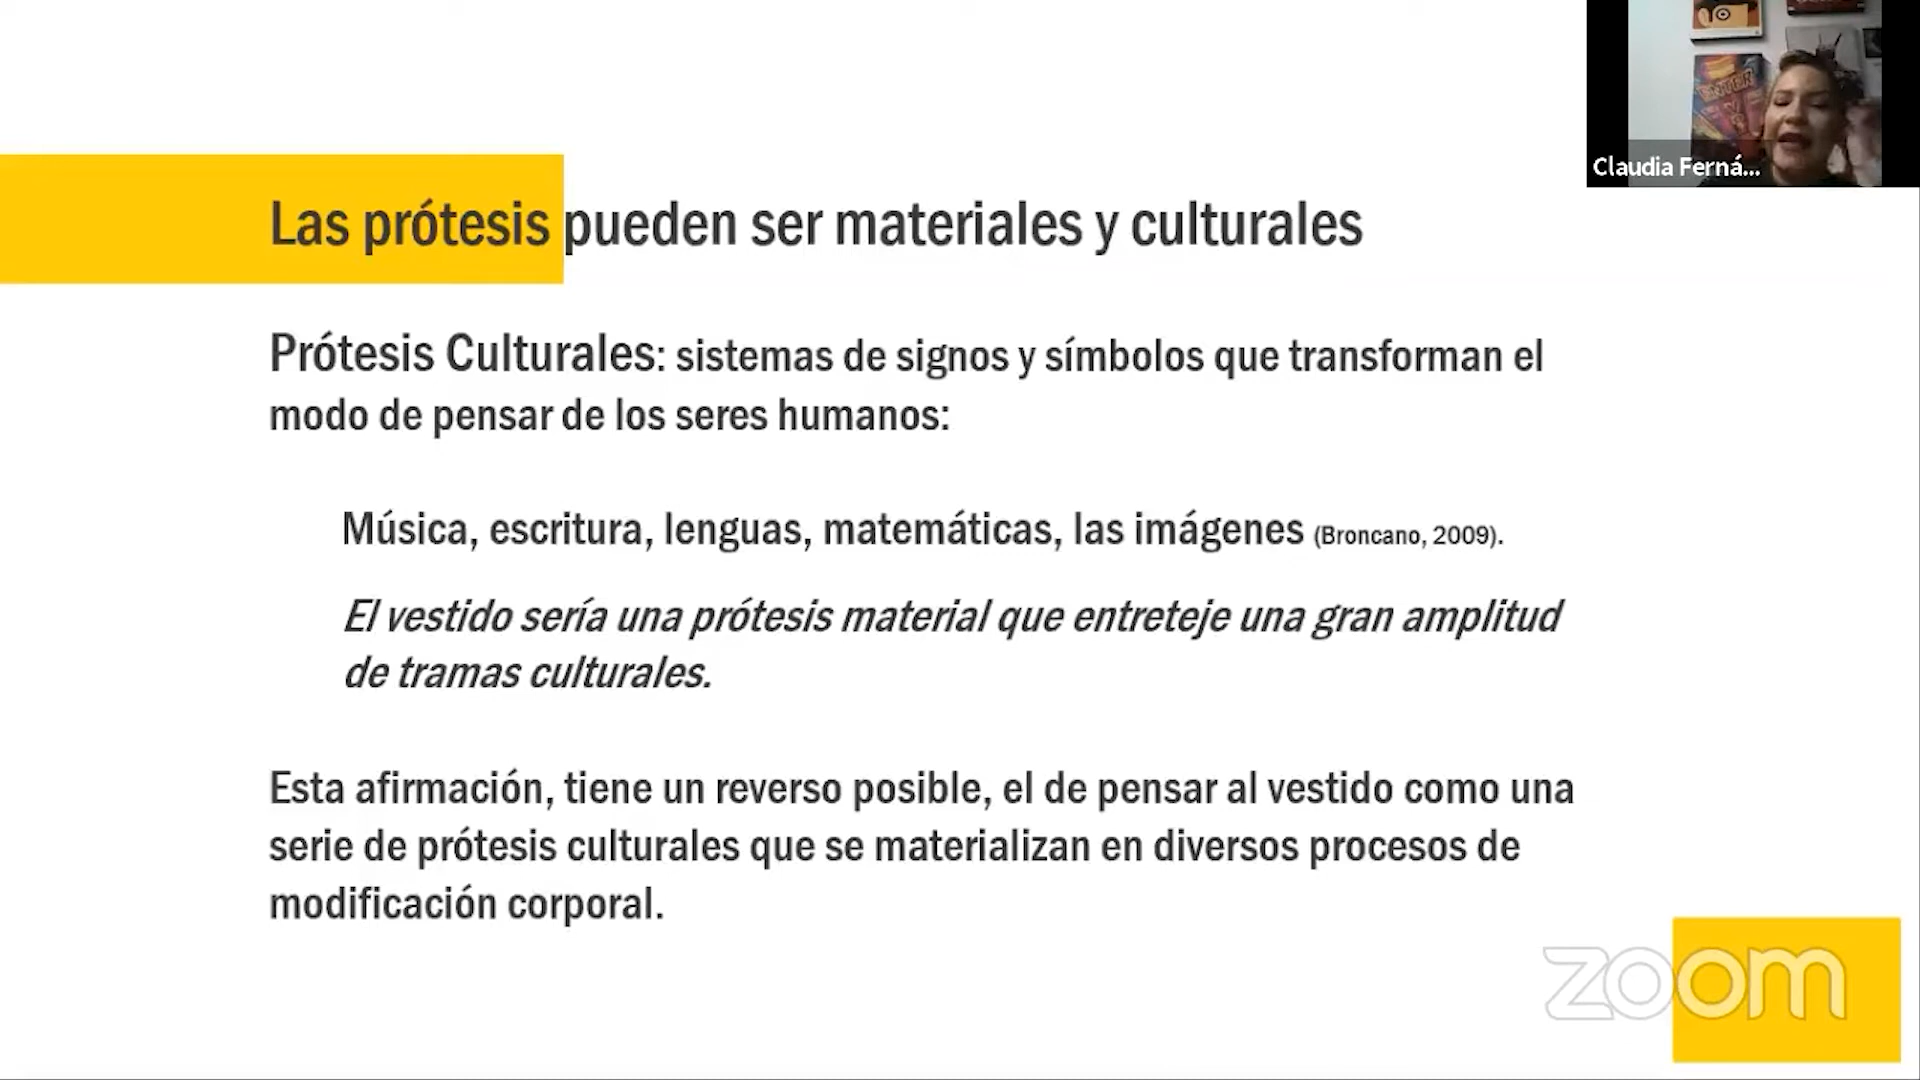 Claudia Ferná...
Las prótesis pueden ser materiales y culturales
Prótesis Culturales: sistemas de signos y símbolos que transforman el
modo de pensar de los seres humanos:
Música, escritura, lenguas, matemáticas, las imágenes (Broncano, 2009).
El vestido sería una prótesis material que entreteje una gran amplitud
de tramas culturales.
Esta afirmación, tiene un reverso posible, el de pensar al vestido como una
serie de prótesis culturales que se materializan en diversos procesos de
modificación corporal.
zoom